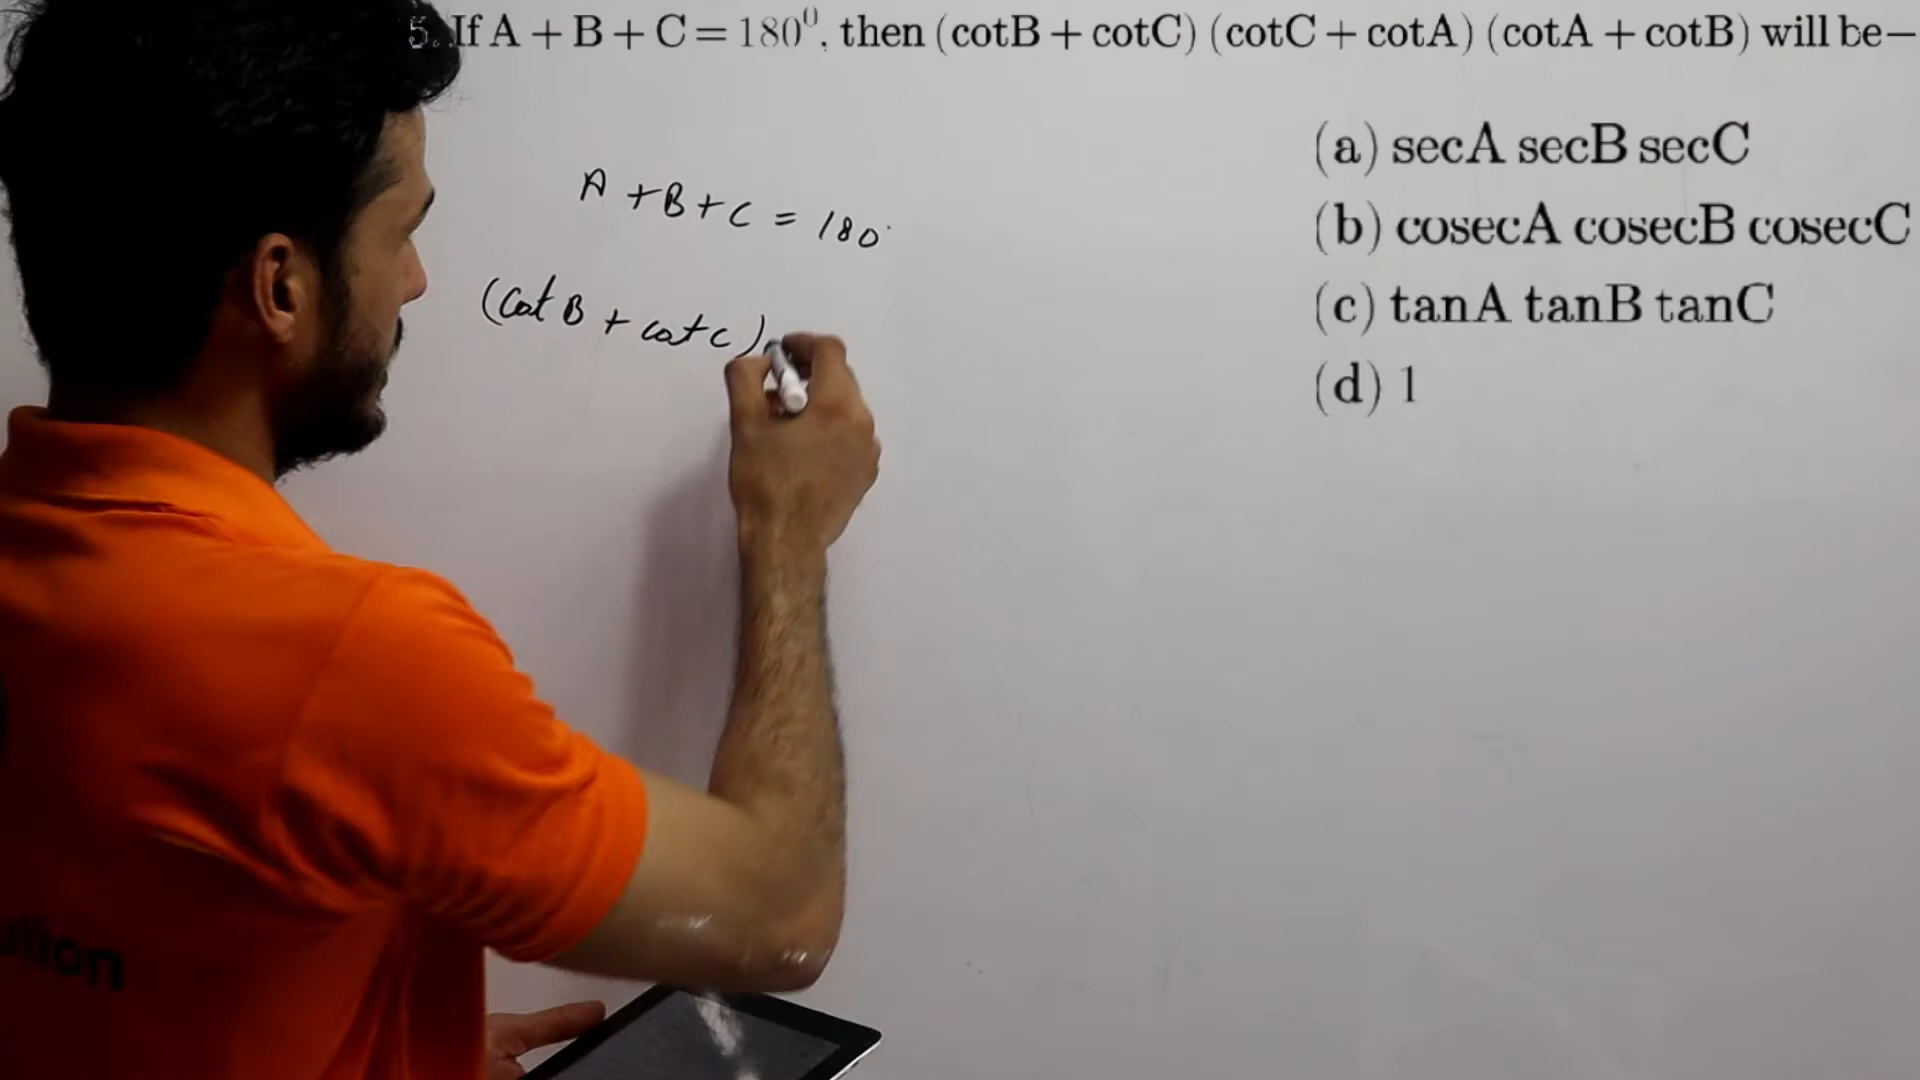 5. If A + B + C = 180⁰, then (cotB + cotC) (cotC + cotA) (cotA + cotB) will be−
(a) secA secB secC
(b) cosecA cosecB cosecC
(c) tanA tanB tanC
(d) 1
A + B + C = 180°
(Cot B + cot C)